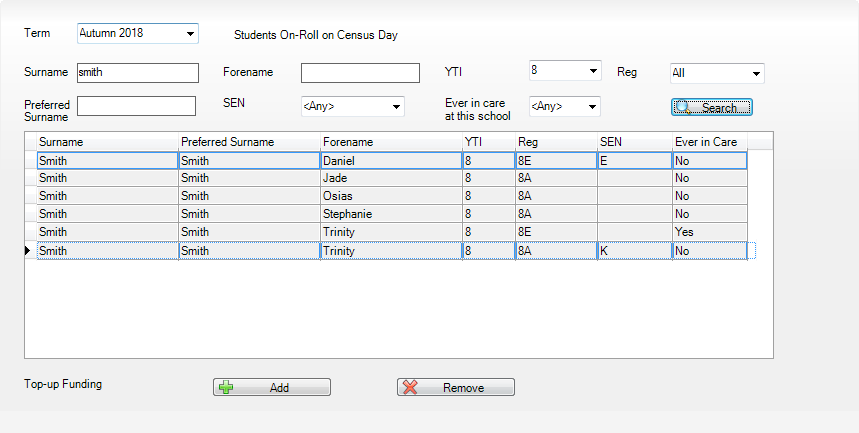 Term Autumn 2018 Students On-Roll on Census Day
Surname smith Forename YTI 8 Reg All
Preferred Surname SEN <Any> Ever in care at this school <Any> Search
Surname Preferred Surname Forename YTI Reg SEN Ever in Care
Smith Smith Daniel 8 8E E No
Smith Smith Jade 8 8A No
Smith Smith Osias 8 8A No
Smith Smith Stephanie 8 8A No
Smith Smith Trinity 8 8E Yes
Smith Smith Trinity 8 8A K No
Top-up Funding Add Remove